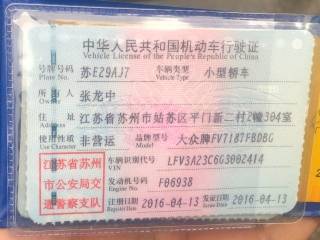 中华人民共和国机动车行驶证
Vehicle License of the People's Republic of China
号牌号码 苏E29AJ7 车辆类型 小型轿车
Plate No. Vehicle Type
所有人 张龙中
Owner
住址 江苏省苏州市姑苏区平门新二村2幢304室
Address
使用性质 非营运 品牌型号 大众牌FV7187FBDBG
Use Character Model
江苏省苏州
市公安局交
通警察支队
车辆识别代号 LFV3A23C6G3002414
VIN
发动机号码 F06938
Engine No.
注册日期 2016-04-13 发证日期 2016-04-13
Register Date Issue Date